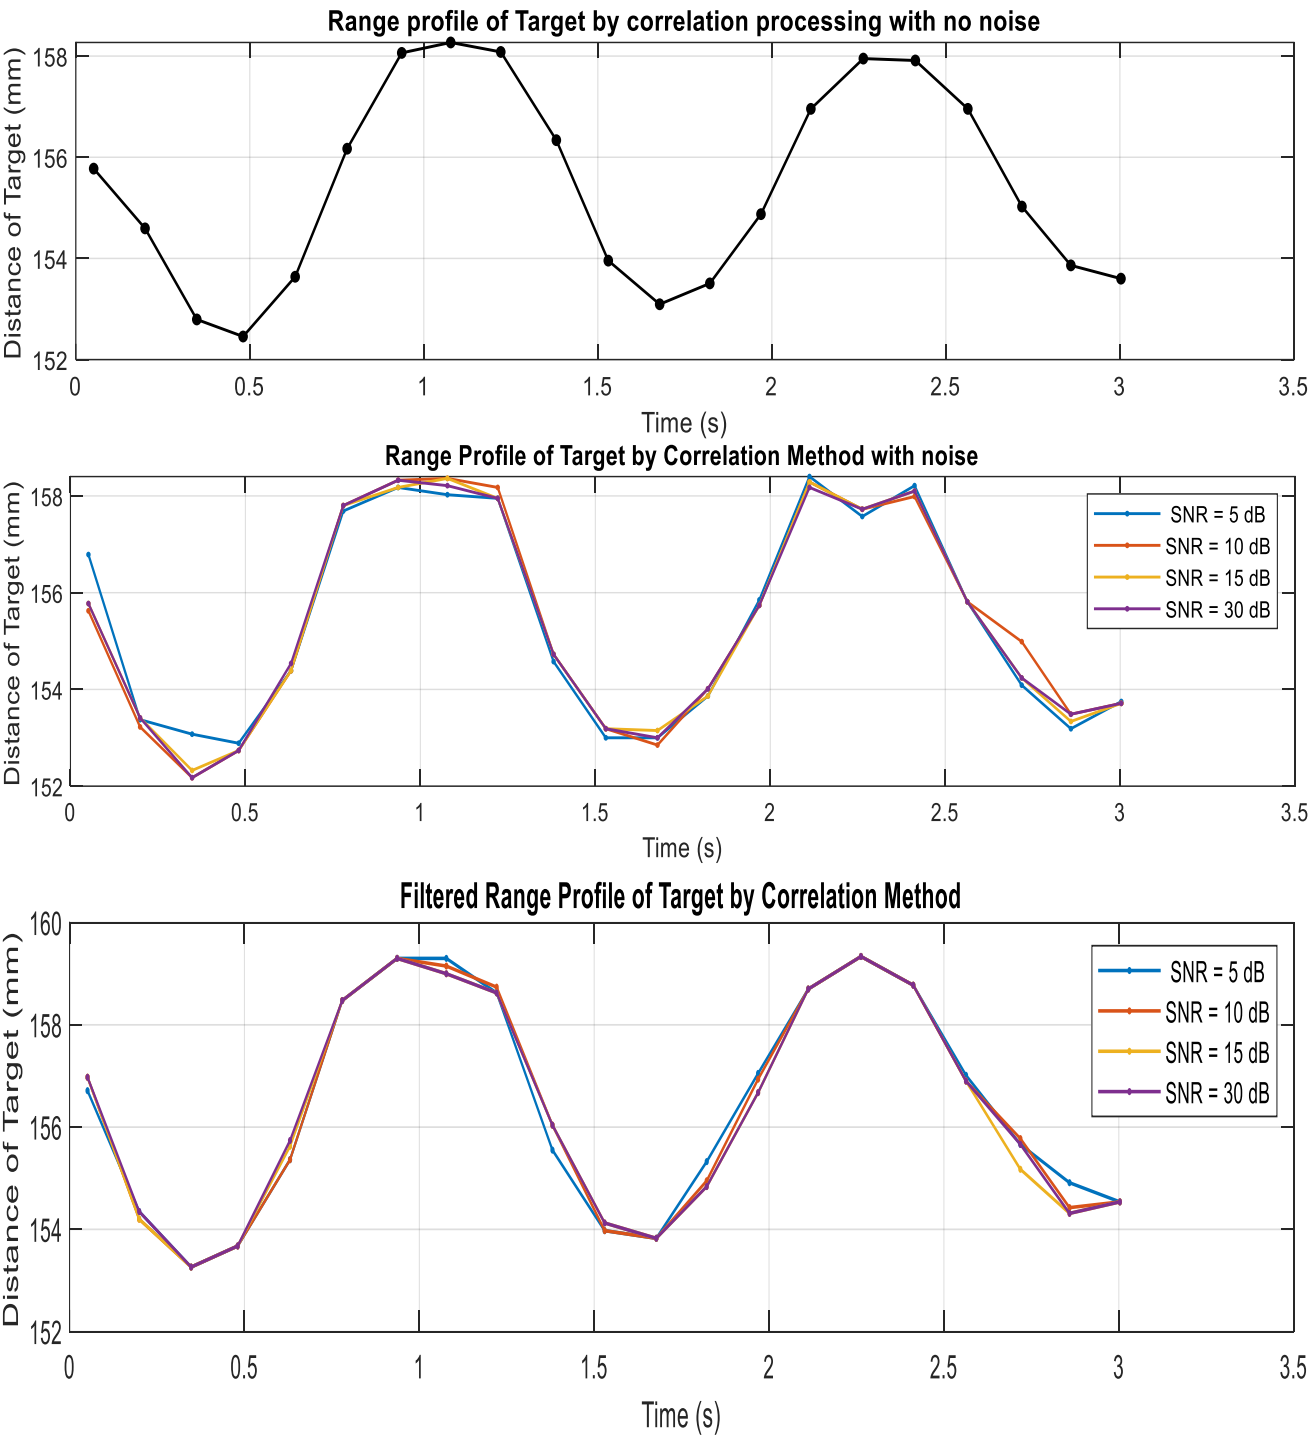 Range profile of Target by correlation processing with no noise
Distance of Target (mm)
158
156
154
152
0 0.5 1 1.5 2 2.5 3 3.5
Time (s)
Range Profile of Target by Correlation Method with noise
Distance of Target (mm)
158
156
154
152
SNR = 5 dB
SNR = 10 dB
SNR = 15 dB
SNR = 30 dB
0 0.5 1 1.5 2 2.5 3 3.5
Time (s)
Filtered Range Profile of Target by Correlation Method
Distance of Target (mm)
160
158
156
154
152
SNR = 5 dB
SNR = 10 dB
SNR = 15 dB
SNR = 30 dB
0 0.5 1 1.5 2 2.5 3 3.5
Time (s)